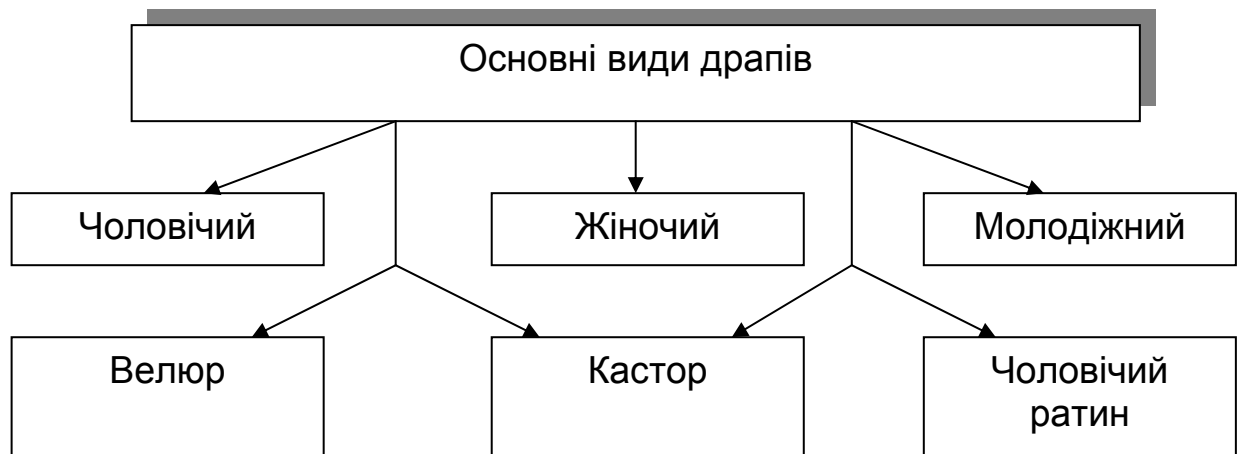 Основні види драпів
Чоловічий
Жіночий
Молодіжний
Велюр
Кастор
Чоловічий
ратин